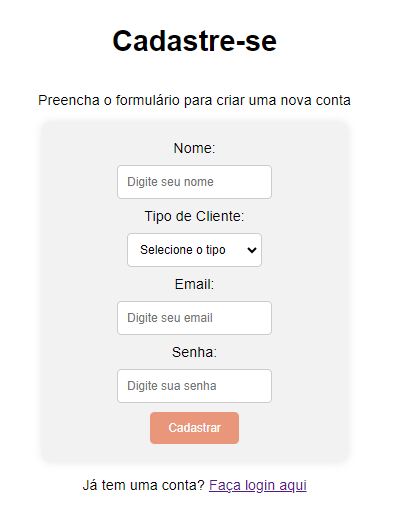 Cadastre-se
Preencha o formulário para criar uma nova conta
Nome:
Digite seu nome
Tipo de Cliente:
Selecione o tipo
Email:
Digite seu email
Senha:
Digite sua senha
Cadastrar
Já tem uma conta? Faça login aqui